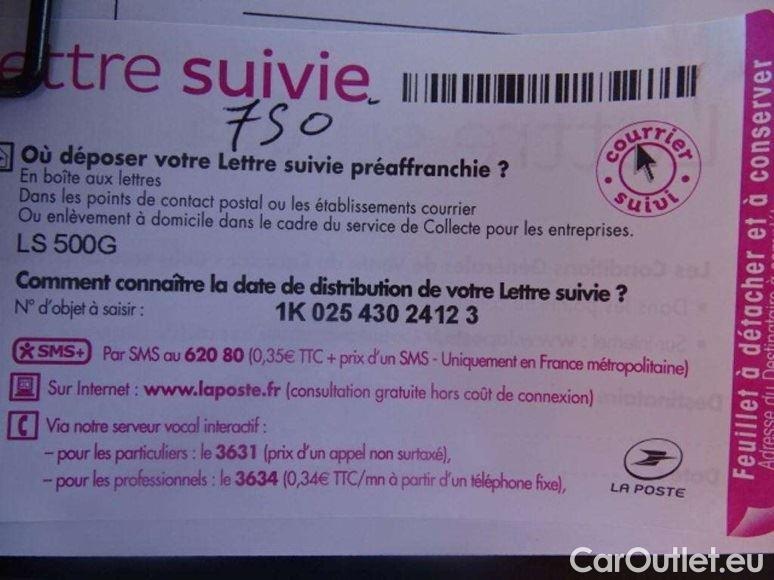 ettre suivie
750
courrier
suivi
Où déposer votre Lettre suivie préaffranchie ?
En boîte aux lettres
Dans les points de contact postal ou les établissements courrier
Ou enlèvement à domicile dans le cadre du service de Collecte pour les entreprises.
LS 500G
Comment connaître la date de distribution de votre Lettre suivie ?
N° d'objet à saisir : 1K 025 430 2412 3
SMS+ Par SMS au 620 80 (0,35€ TTC + prix d'un SMS - Uniquement en France métropolitaine)
Sur Internet : www.laposte.fr (consultation gratuite hors coût de connexion)
Via notre serveur vocal interactif :
– pour les particuliers : le 3631 (prix d'un appel non surtaxé),
– pour les professionnels : le 3634 (0,34€ TTC/mn à partir d'un téléphone fixe),
LA POSTE
Feuillet à détacher et à conserver
Adresse du Destinataire
CarOutlet.eu